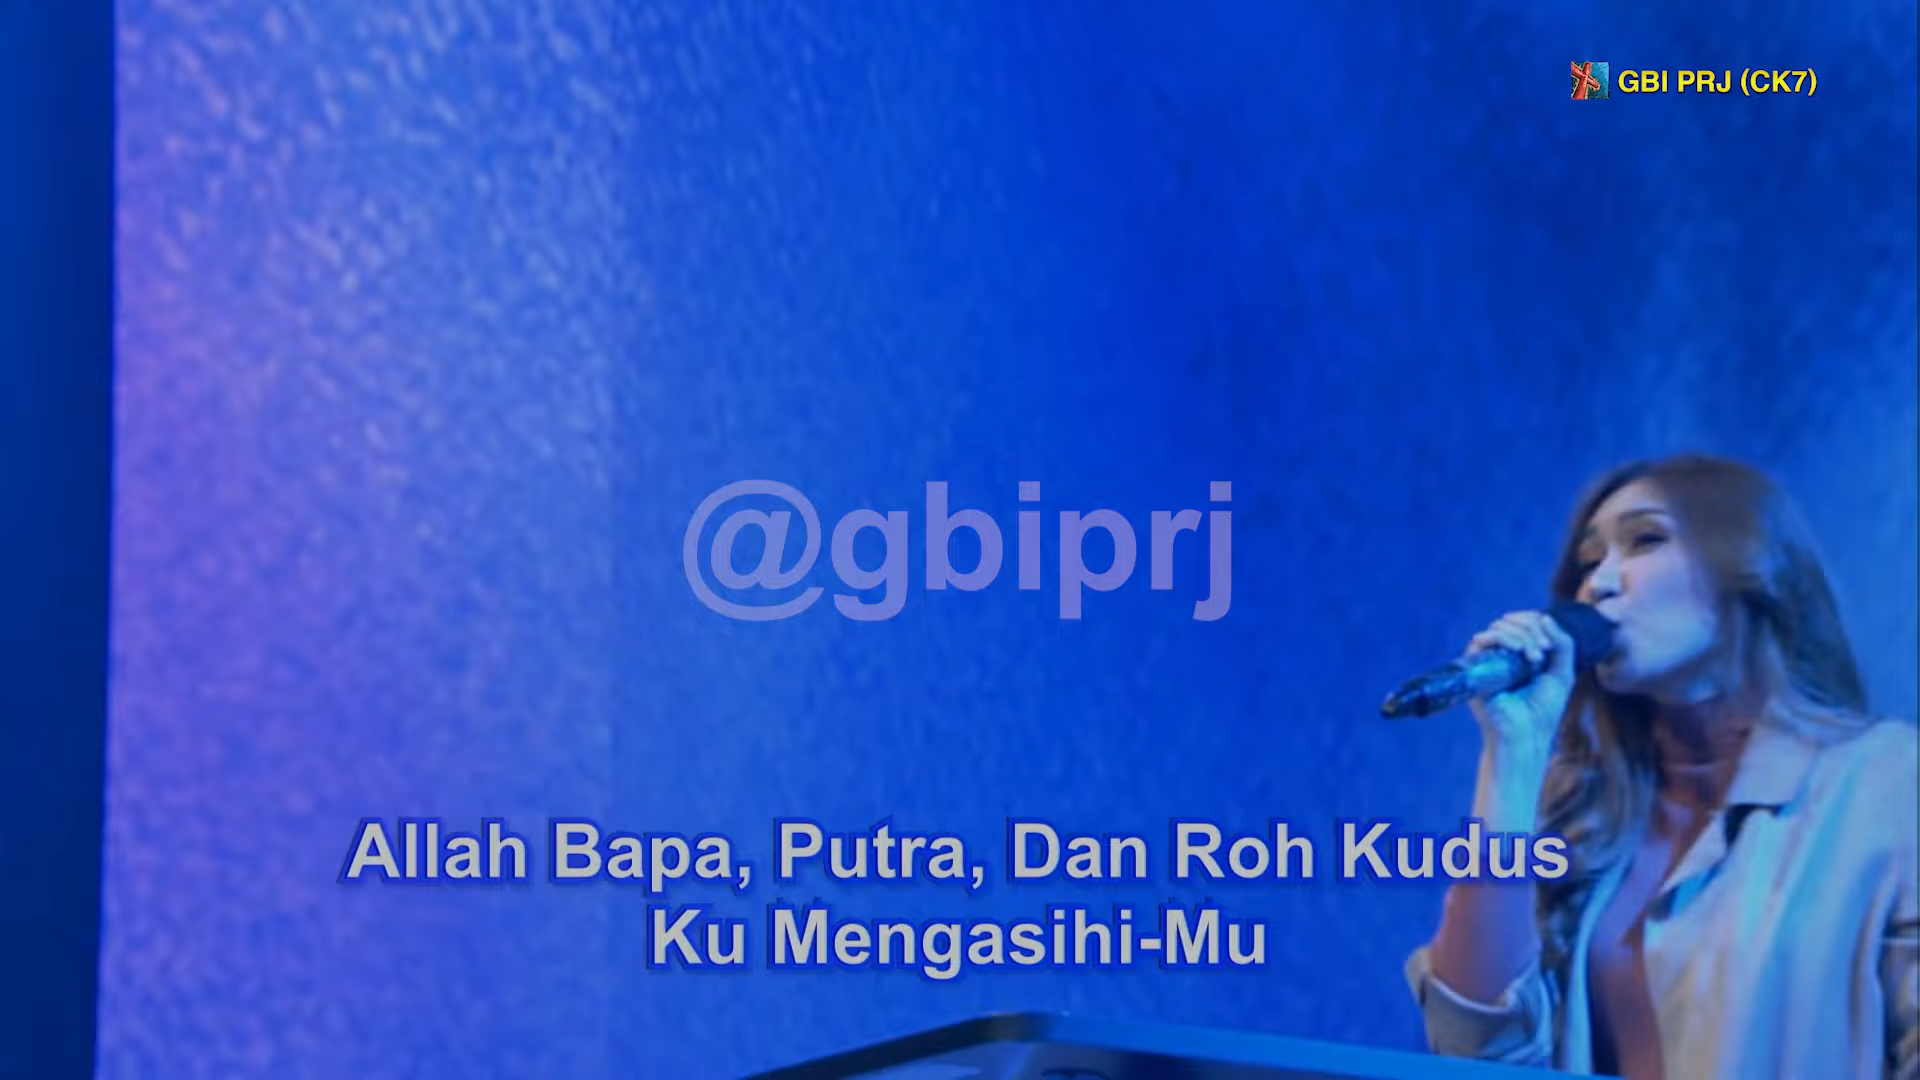 GBI PRJ (CK7)
@gbiprj
Allah Bapa, Putra, Dan Roh Kudus
Ku Mengasihi-Mu